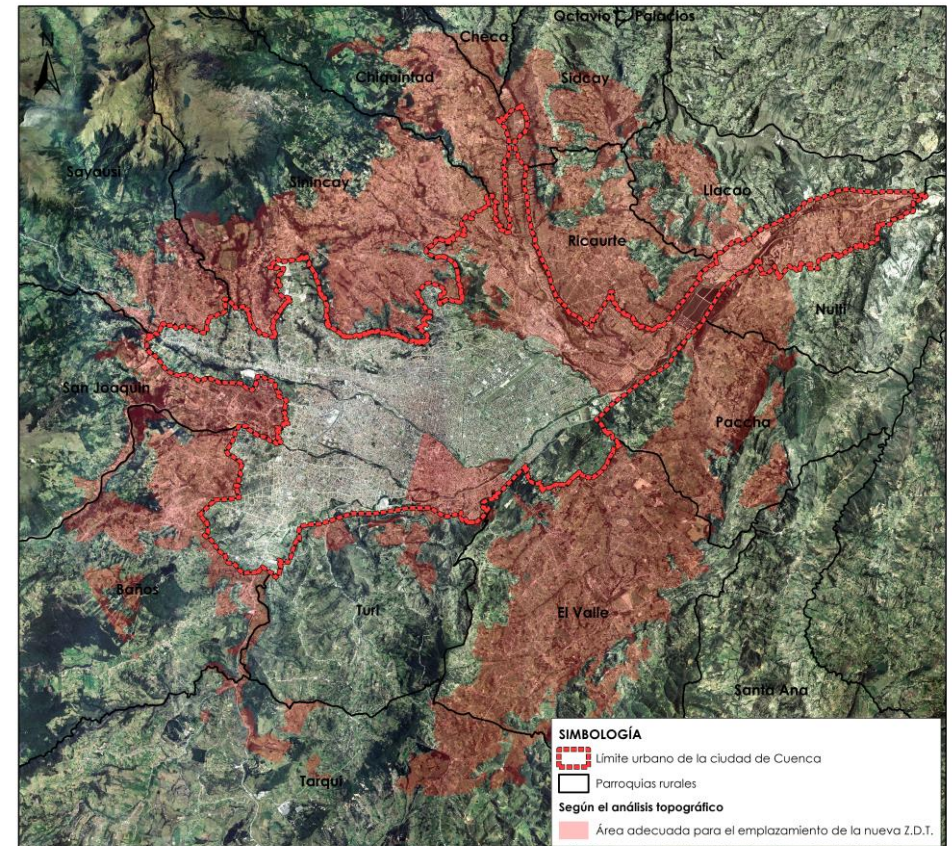 Octavio Palacios
Checa
N
Chiquintad
Sidcay
Sayausí
Sinincay
Llacao
Ricaurte
Nulti
San Joaquín
Paccha
Baños
Turi
El Valle
Santa Ana
Tarqui
SIMBOLOGÍA
Límite urbano de la ciudad de Cuenca
Parroquias rurales
Según el análisis topográfico
Área adecuada para el emplazamiento de la nueva Z.D.T.